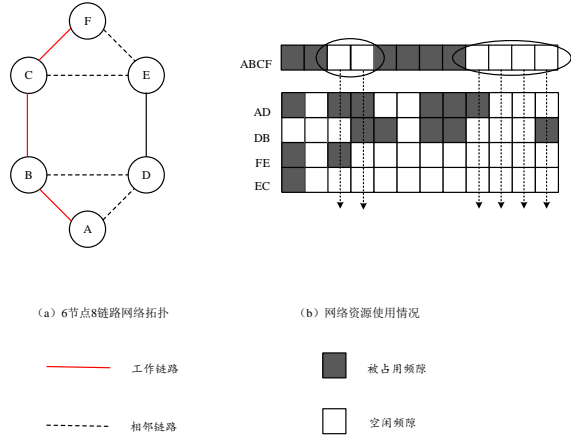 F
C
E
B
D
A
ABCF
AD
DB
FE
EC
(a) 6节点8链路网络拓扑
(b) 网络资源使用情况
工作链路
被占用频隙
相邻链路
空闲频隙